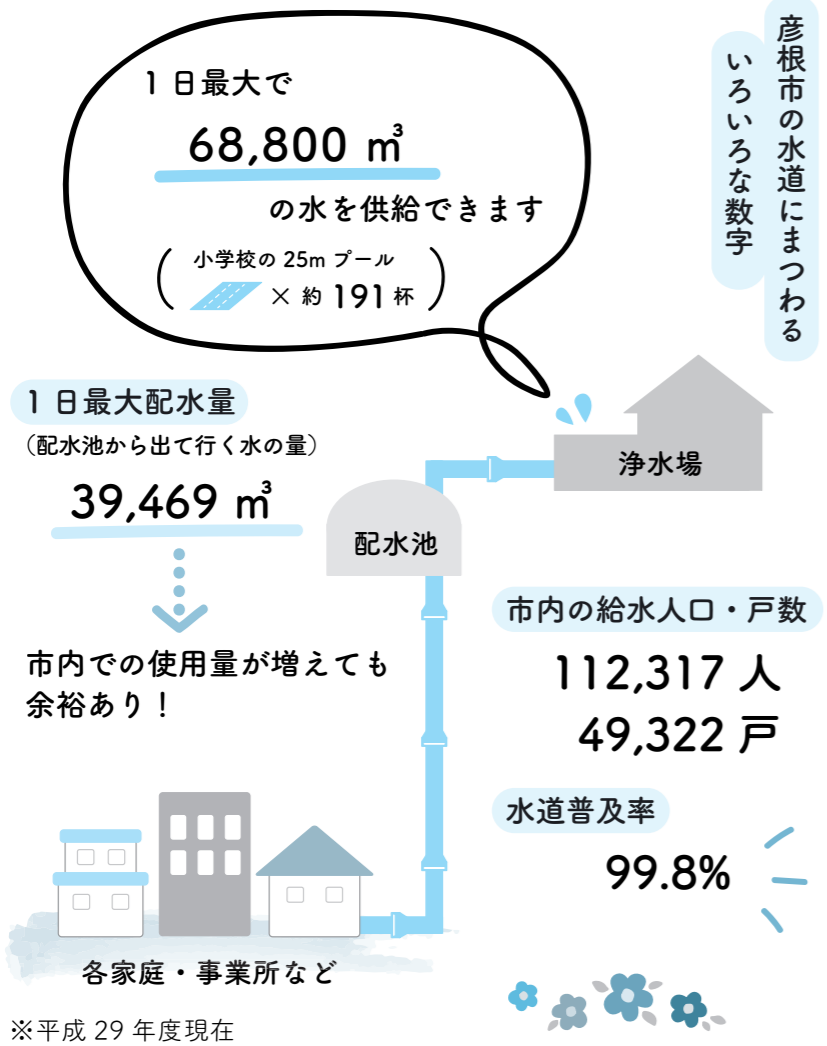 彦根市の水道にまつわる
いろいろな数字
1 日最大で
68,800 ㎥
の水を供給できます
(小学校の 25m プール
× 約 191 杯)
浄水場
配水池
1 日最大配水量
(配水池から出て行く水の量)
39,469 ㎥
市内での使用量が増えても
余裕あり！
市内の給水人口・戸数
112,317 人
49,322 戸
水道普及率
99.8%
各家庭・事業所など
※平成 29 年度現在